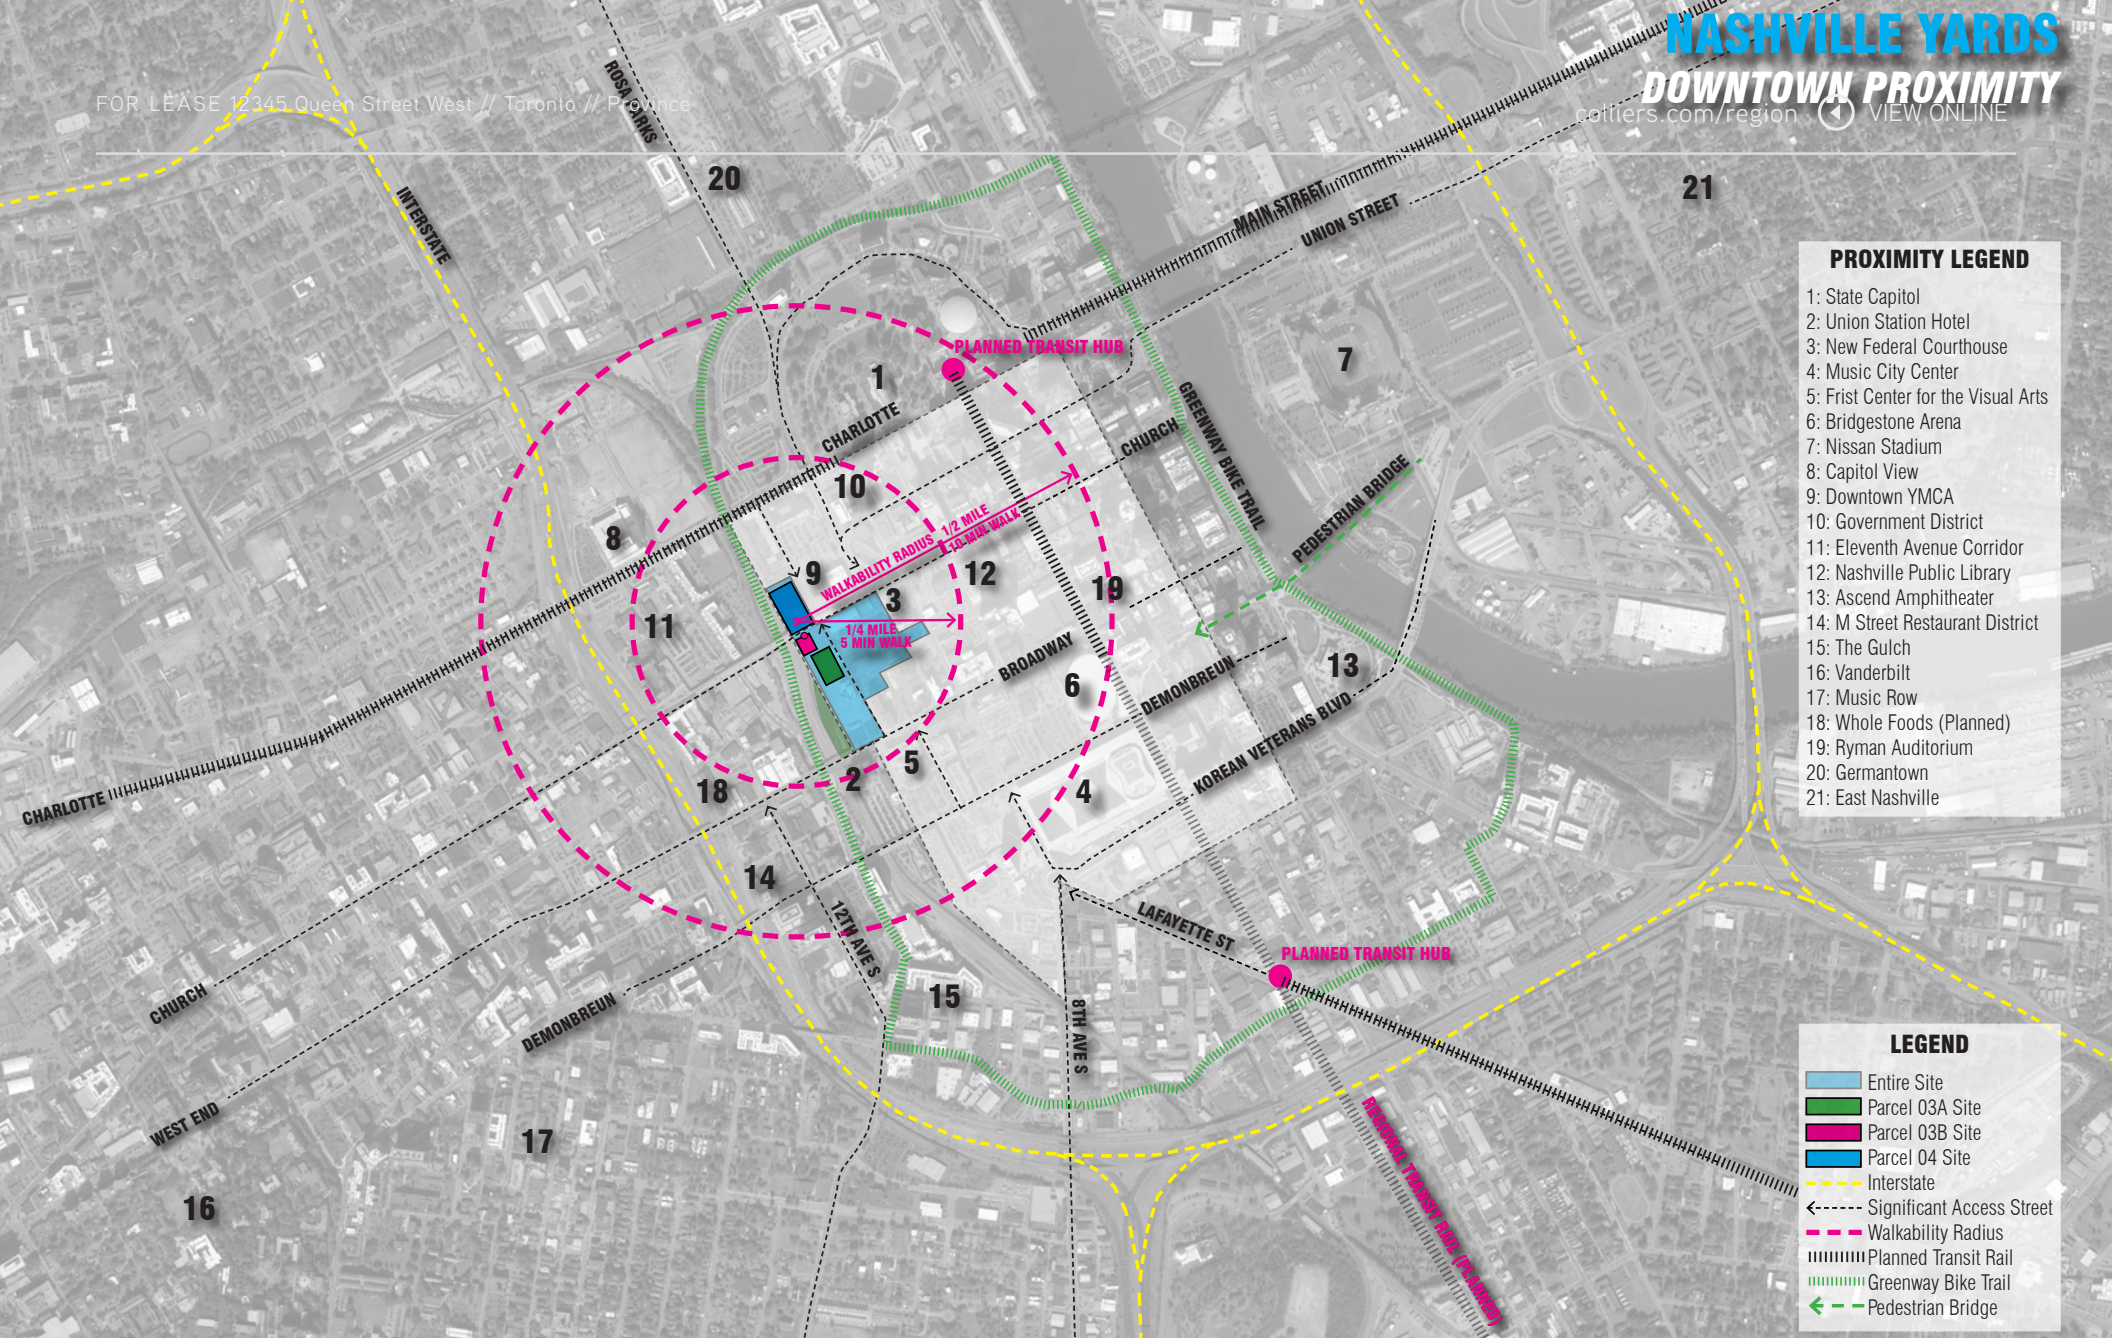 NASHVILLE YARDS
DOWNTOWN PROXIMITY
FOR LEASE 12345 Queen Street West // Toronto // Province
colliers.com/region
VIEW ONLINE
ROSA PARKS
INTERSTATE
20
21
MAIN STREET
UNION STREET
PLANNED TRANSIT HUB
1
7
CHARLOTTE
GREENWAY BIKE TRAIL
CHURCH
PEDESTRIAN BRIDGE
10
8
1/2 MILE
10 MIN WALK
WALKABILITY RADIUS
9
12
19
3
11
1/4 MILE
5 MIN WALK
BROADWAY
6
DEMONBREUN
13
KOREAN VETERANS BLVD
5
2
18
4
CHARLOTTE
14
12TH AVE S
LAFAYETTE ST
PLANNED TRANSIT HUB
15
8TH AVE S
CHURCH
DEMONBREUN
WEST END
17
16
REGIONAL TRANSIT RAIL (PLANNED)
PROXIMITY LEGEND
1: State Capitol
2: Union Station Hotel
3: New Federal Courthouse
4: Music City Center
5: Frist Center for the Visual Arts
6: Bridgestone Arena
7: Nissan Stadium
8: Capitol View
9: Downtown YMCA
10: Government District
11: Eleventh Avenue Corridor
12: Nashville Public Library
13: Ascend Amphitheater
14: M Street Restaurant District
15: The Gulch
16: Vanderbilt
17: Music Row
18: Whole Foods (Planned)
19: Ryman Auditorium
20: Germantown
21: East Nashville
LEGEND
Entire Site
Parcel 03A Site
Parcel 03B Site
Parcel 04 Site
Interstate
Significant Access Street
Walkability Radius
Planned Transit Rail
Greenway Bike Trail
Pedestrian Bridge